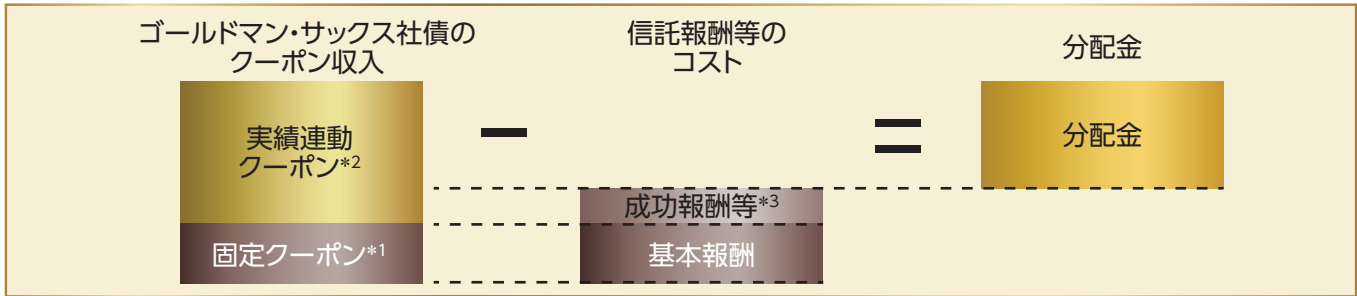 ゴールドマン・サックス社債の
クーポン収入
実績連動
クーポン*2
固定クーポン*1
信託報酬等の
コスト
成功報酬等*3
基本報酬
分配金
分配金